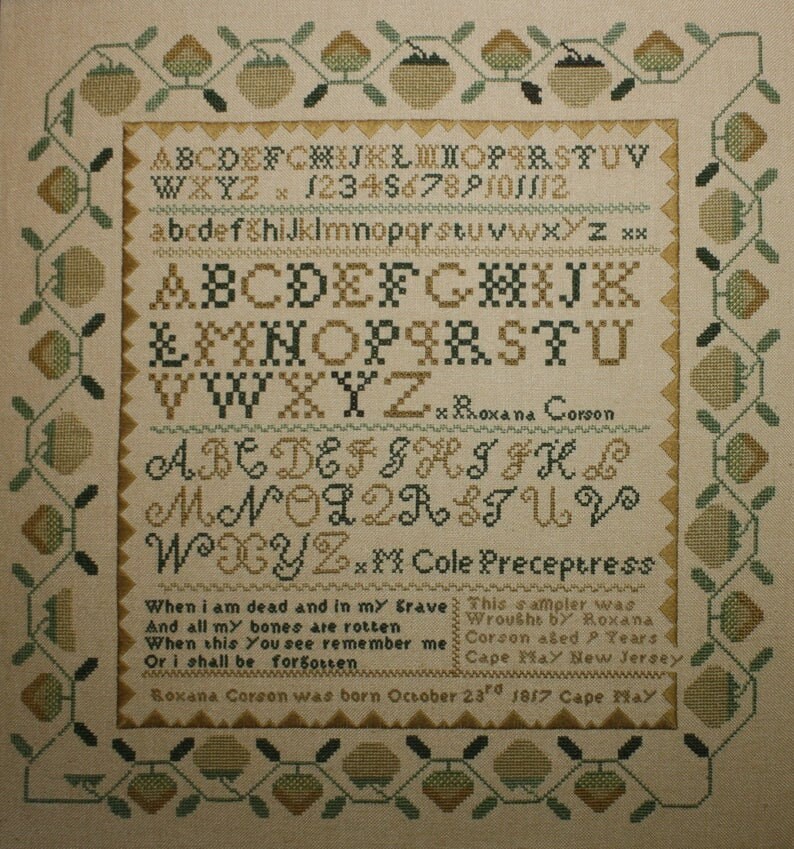 ABCDEFGHIJKLMNOPqRSTUV
WXYZ x 123456789101112
abcdefghiJklmnopqrstuvwxyz xx
ABCDEFGHIJK
LMNOPqRSTU
VWXYZ x Roxana Corson
ABCDEFGHIJKL
MNOPQRSTUV
WXYZ x M Cole Preceptress
When i am dead and in my grave
And all my bones are rotten
When this you see remember me
Or i shall be forgotten
This sampler was
Wrought by Roxana
Corson aged 9 Years
Cape May New Jersey
Roxana Corson was born October 23rd 1817 Cape May